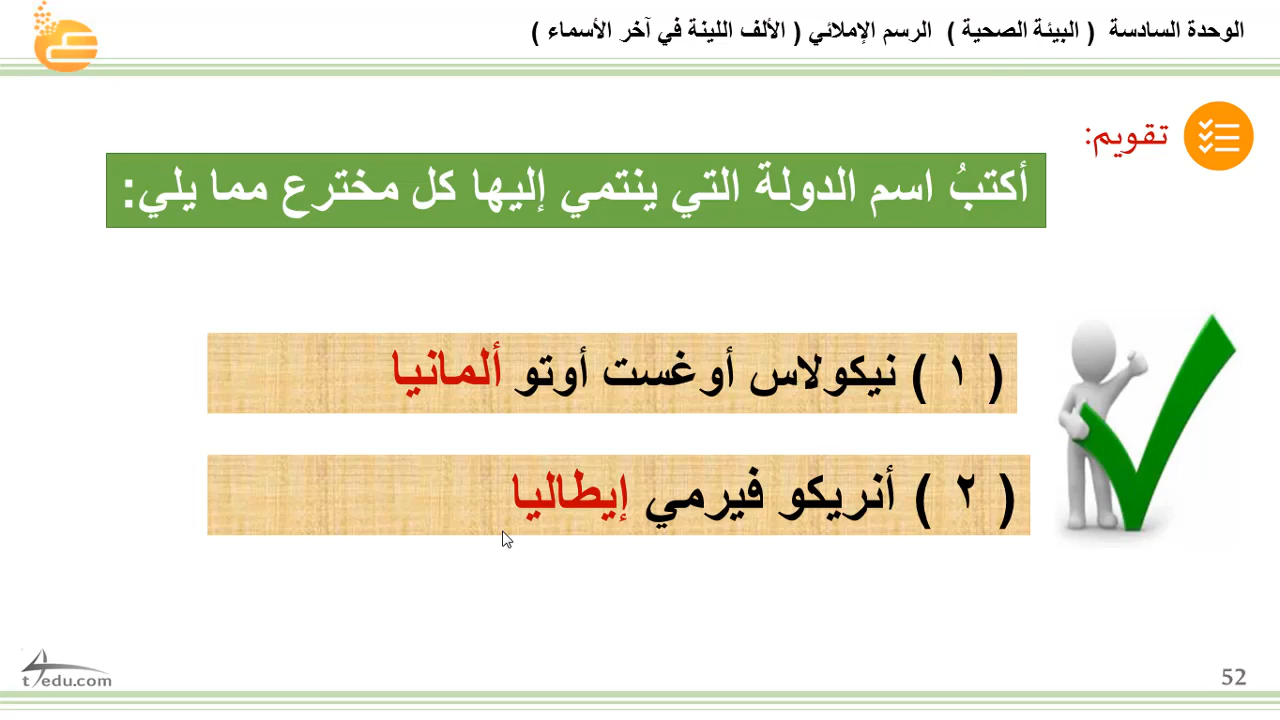 الوحدة السادسة ( البيئة الصحية ) الرسم الإملائي ( الألف اللينة في آخر الأسماء )
تقويم:
أكتبُ اسم الدولة التي ينتمي إليها كل مخترع مما يلي:
( ١ ) نيكولاس أوغست أوتو ألمانيا
( ٢ ) أنريكو فيرمي إيطاليا
t4edu.com
52